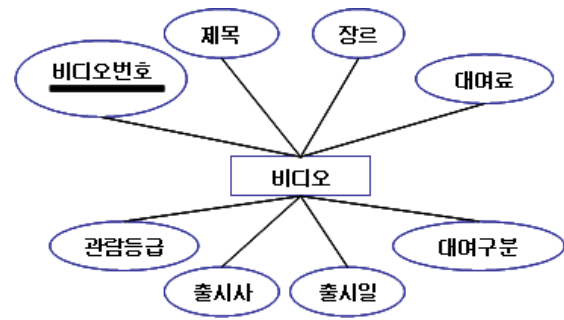 제목
장르
비디오번호
대여료
비디오
관람등급
대여구분
출시사
출시일